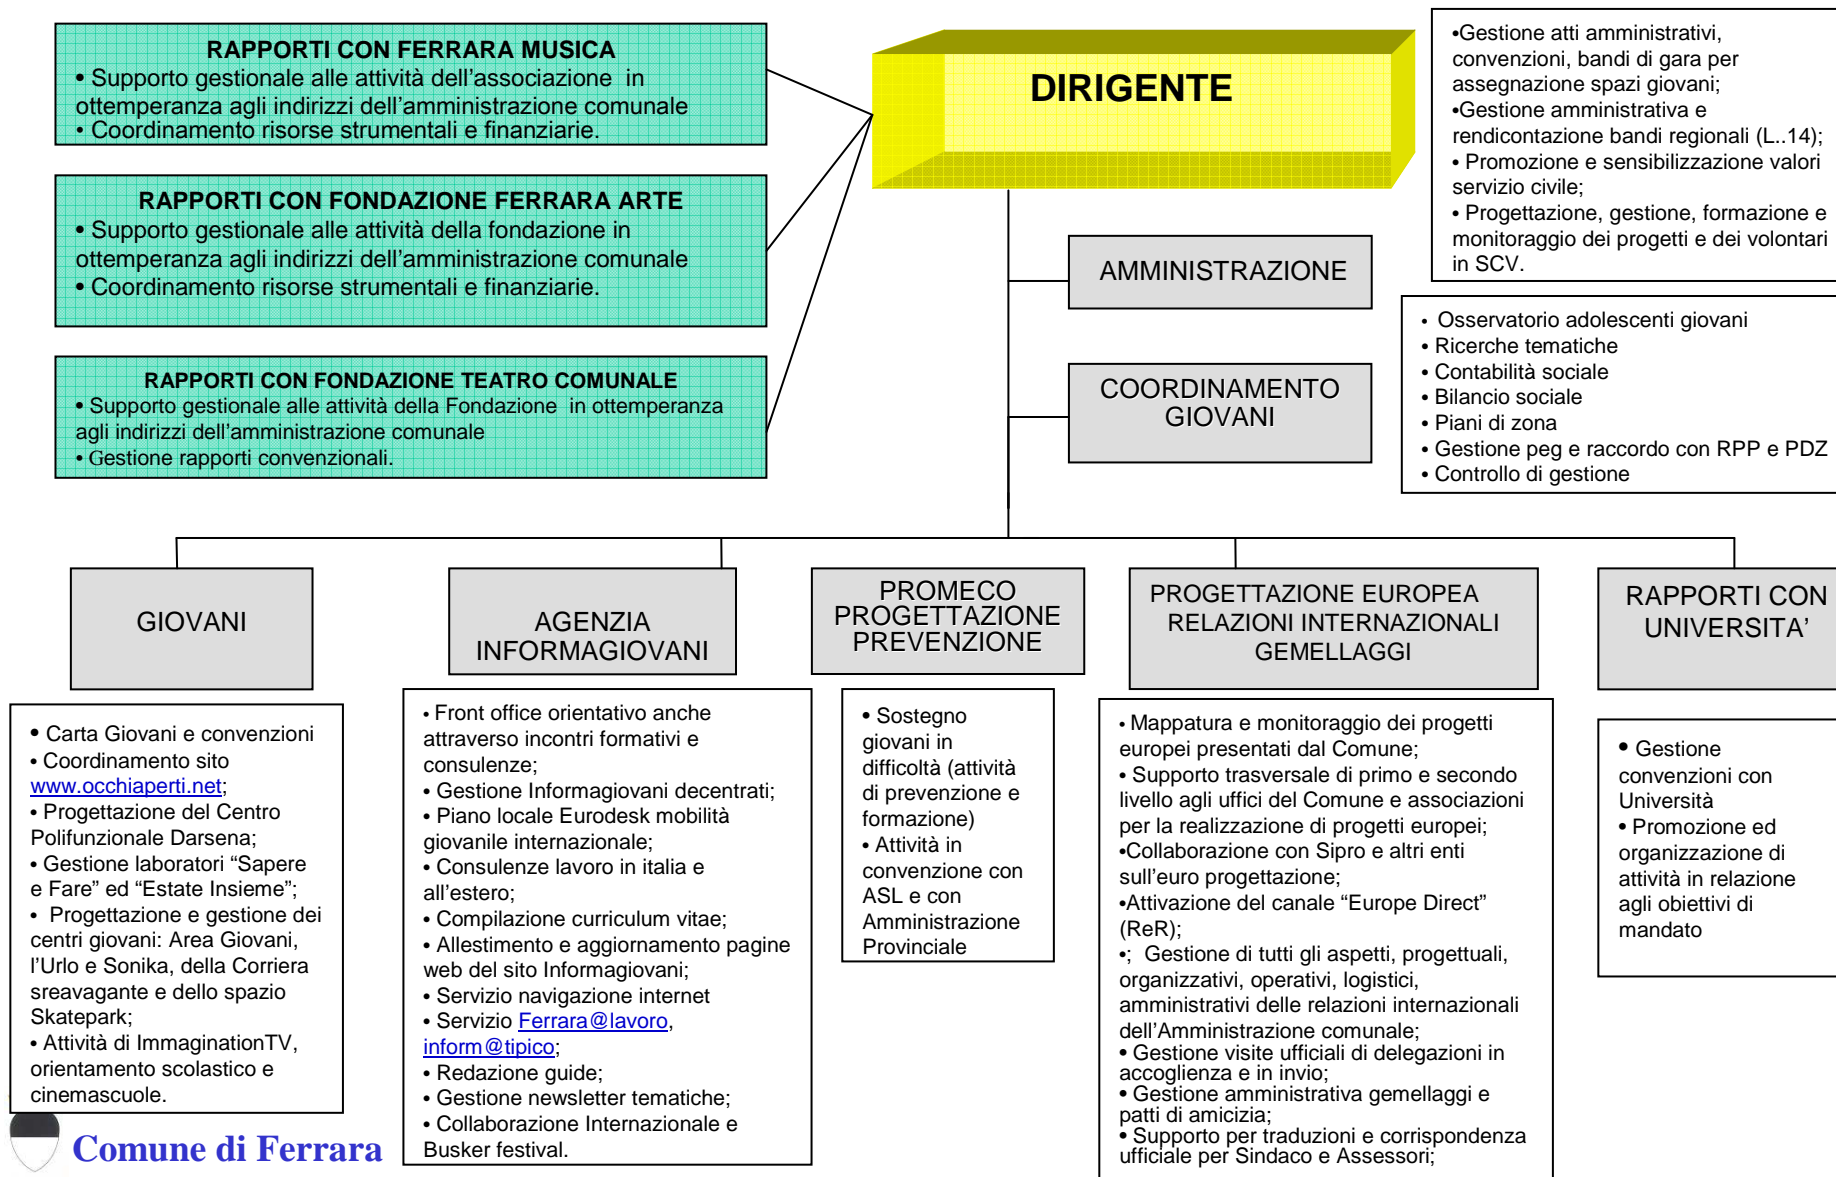 RAPPORTI CON FERRARA MUSICA
• Supporto gestionale alle attività dell’associazione in
ottemperanza agli indirizzi dell’amministrazione comunale
• Coordinamento risorse strumentali e finanziarie.
RAPPORTI CON FONDAZIONE FERRARA ARTE
• Supporto gestionale alle attività della fondazione in
ottemperanza agli indirizzi dell’amministrazione comunale
• Coordinamento risorse strumentali e finanziarie.
RAPPORTI CON FONDAZIONE TEATRO COMUNALE
• Supporto gestionale alle attività della Fondazione in ottemperanza
agli indirizzi dell’amministrazione comunale
• Gestione rapporti convenzionali.
DIRIGENTE
•Gestione atti amministrativi,
convenzioni, bandi di gara per
assegnazione spazi giovani;
•Gestione amministrativa e
rendicontazione bandi regionali (L..14);
• Promozione e sensibilizzazione valori
servizio civile;
• Progettazione, gestione, formazione e
monitoraggio dei progetti e dei volontari
in SCV.
AMMINISTRAZIONE
COORDINAMENTO
GIOVANI
• Osservatorio adolescenti giovani
• Ricerche tematiche
• Contabilità sociale
• Bilancio sociale
• Piani di zona
• Gestione peg e raccordo con RPP e PDZ
• Controllo di gestione
GIOVANI
• Carta Giovani e convenzioni
• Coordinamento sito
www.occhiaperti.net;
• Progettazione del Centro
Polifunzionale Darsena;
• Gestione laboratori “Sapere
e Fare” ed “Estate Insieme”;
• Progettazione e gestione dei
centri giovani: Area Giovani,
l’Urlo e Sonika, della Corriera
sreavagante e dello spazio
Skatepark;
• Attività di ImmaginationTV,
orientamento scolastico e
cinemascuole.
AGENZIA
INFORMAGIOVANI
• Front office orientativo anche
attraverso incontri formativi e
consulenze;
• Gestione Informagiovani decentrati;
• Piano locale Eurodesk mobilità
giovanile internazionale;
• Consulenze lavoro in italia e
all’estero;
• Compilazione curriculum vitae;
• Allestimento e aggiornamento pagine
web del sito Informagiovani;
• Servizio navigazione internet
• Servizio Ferrara@lavoro,
inform@tipico;
• Redazione guide;
• Gestione newsletter tematiche;
• Collaborazione Internazionale e
Busker festival.
PROMECO
PROGETTAZIONE
PREVENZIONE
• Sostegno
giovani in
difficoltà (attività
di prevenzione e
formazione)
• Attività in
convenzione con
ASL e con
Amministrazione
Provinciale
PROGETTAZIONE EUROPEA
RELAZIONI INTERNAZIONALI
GEMELLAGGI
• Mappatura e monitoraggio dei progetti
europei presentati dal Comune;
• Supporto trasversale di primo e secondo
livello agli uffici del Comune e associazioni
per la realizzazione di progetti europei;
•Collaborazione con Sipro e altri enti
sull’euro progettazione;
•Attivazione del canale “Europe Direct”
(ReR);
•; Gestione di tutti gli aspetti, progettuali,
organizzativi, operativi, logistici,
amministrativi delle relazioni internazionali
dell’Amministrazione comunale;
• Gestione visite ufficiali di delegazioni in
accoglienza e in invio;
• Gestione amministrativa gemellaggi e
patti di amicizia;
• Supporto per traduzioni e corrispondenza
ufficiale per Sindaco e Assessori;
RAPPORTI CON
UNIVERSITA’
• Gestione
convenzioni con
Università
• Promozione ed
organizzazione di
attività in relazione
agli obiettivi di
mandato
Comune di Ferrara